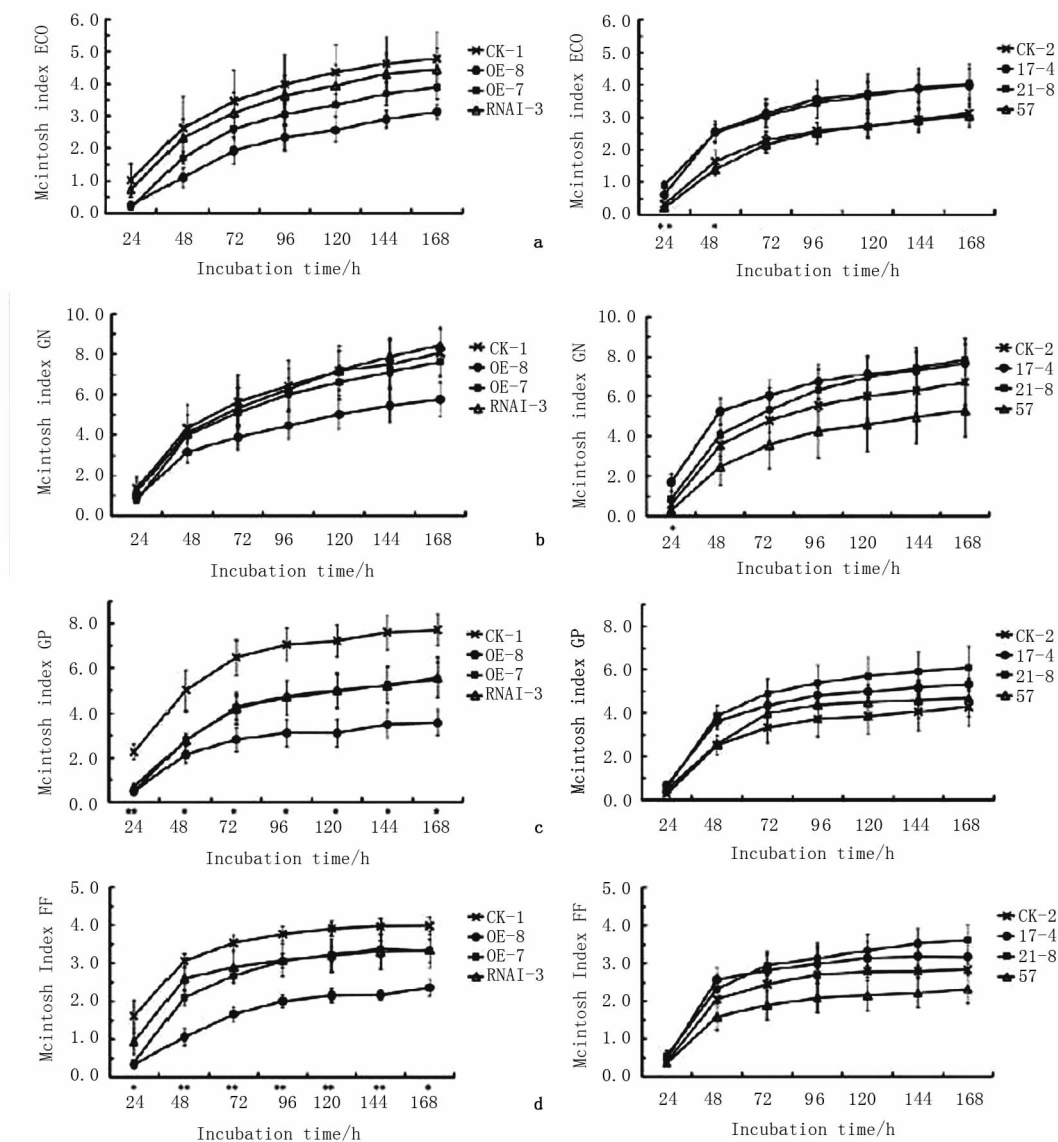 Mcintosh index ECO
6.0
5.0
4.0
3.0
2.0
1.0
0.0
CK-1
OE-8
OE-7
RNAI-3
24 48 72 96 120 144 168
Incubation time/h
a
Mcintosh index ECO
6.0
5.0
4.0
3.0
2.0
1.0
0.0
CK-2
17-4
21-8
57
** *
24 48 72 96 120 144 168
Incubation time/h
Mcintosh index GN
10.0
8.0
6.0
4.0
2.0
0.0
CK-1
OE-8
OE-7
RNAI-3
24 48 72 96 120 144 168
Incubation time/h
b
Mcintosh index GN
10.0
8.0
6.0
4.0
2.0
0.0
CK-2
17-4
21-8
57
*
24 48 72 96 120 144 168
Incubation time/h
Mcintosh index GP
8.0
6.0
4.0
2.0
0.0
CK-1
OE-8
OE-7
RNAI-3
** * * * * * *
24 48 72 96 120 144 168
Incubation time/h
c
Mcintosh index GP
8.0
6.0
4.0
2.0
0.0
CK-2
17-4
21-8
57
24 48 72 96 120 144 168
Incubation time/h
Mcintosh Index FF
5.0
4.0
3.0
2.0
1.0
0.0
CK-1
OE-8
OE-7
RNAI-3
* ** ** ** ** ** *
24 48 72 96 120 144 168
Incubation time/h
d
Mcintosh Index FF
5.0
4.0
3.0
2.0
1.0
0.0
CK-2
17-4
21-8
57
24 48 72 96 120 144 168
Incubation time/h